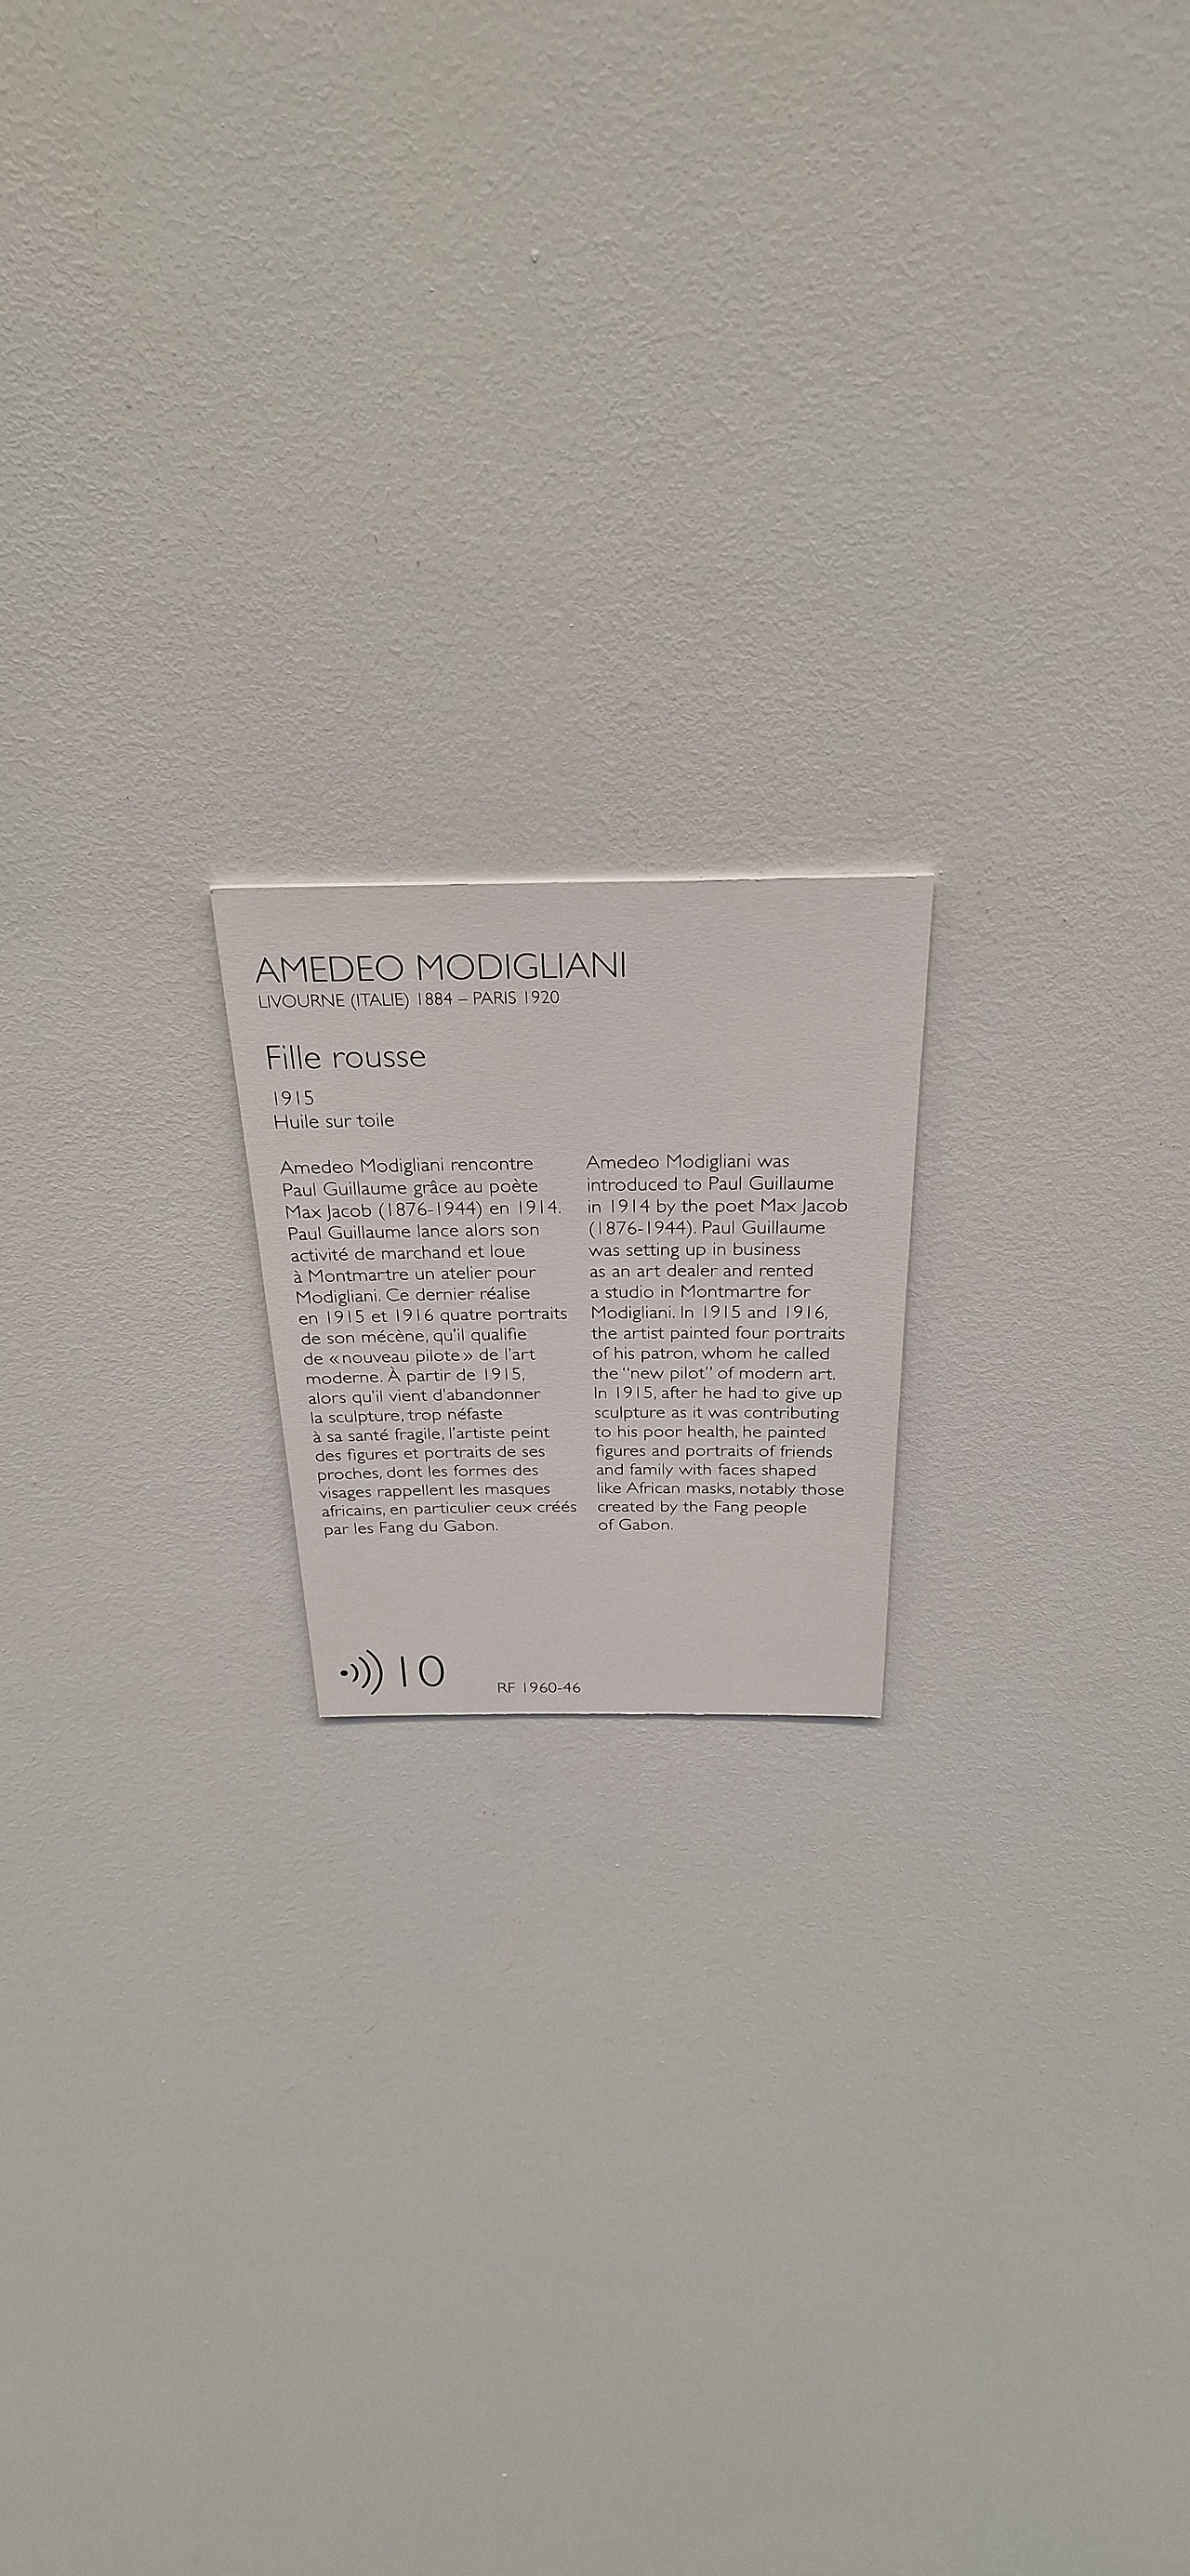 AMEDEO MODIGLIANI
LIVOURNE (ITALIE) 1884 – PARIS 1920
Fille rousse
1915
Huile sur toile
Amedeo Modigliani rencontre
Paul Guillaume grâce au poète
Max Jacob (1876-1944) en 1914.
Paul Guillaume lance alors son
activité de marchand et loue
à Montmartre un atelier pour
Modigliani. Ce dernier réalise
en 1915 et 1916 quatre portraits
de son mécène, qu'il qualifie
de «nouveau pilote» de l'art
moderne. À partir de 1915,
alors qu'il vient d'abandonner
la sculpture, trop néfaste
à sa santé fragile, l'artiste peint
des figures et portraits de ses
proches, dont les formes des
visages rappellent les masques
africains, en particulier ceux créés
par les Fang du Gabon.
Amedeo Modigliani was
introduced to Paul Guillaume
in 1914 by the poet Max Jacob
(1876-1944). Paul Guillaume
was setting up in business
as an art dealer and rented
a studio in Montmartre for
Modigliani. In 1915 and 1916,
the artist painted four portraits
of his patron, whom he called
the "new pilot" of modern art.
In 1915, after he had to give up
sculpture as it was contributing
to his poor health, he painted
figures and portraits of friends
and family with faces shaped
like African masks, notably those
created by the Fang people
of Gabon.
10
RF 1960-46